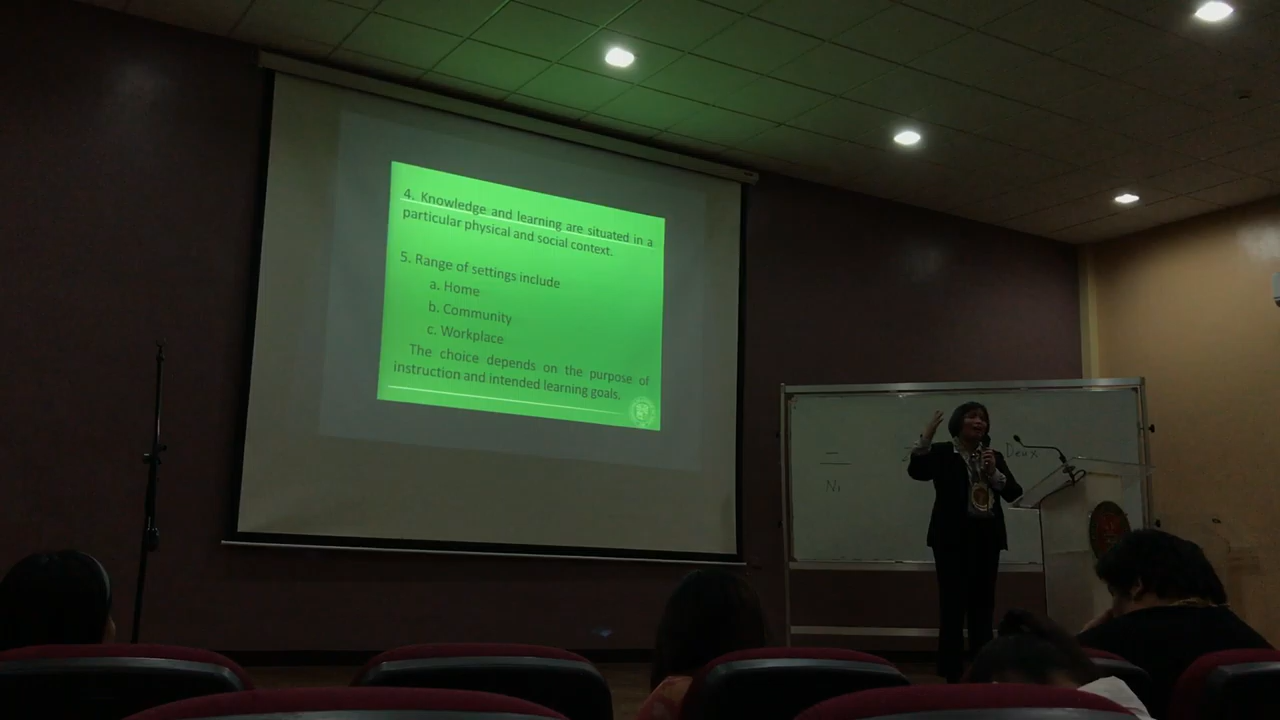 4. Knowledge and learning are situated in a
particular physical and social context.
5. Range of settings include
a. Home
b. Community
c. Workplace
The choice depends on the purpose of
instruction and intended learning goals.
Deux
Ni